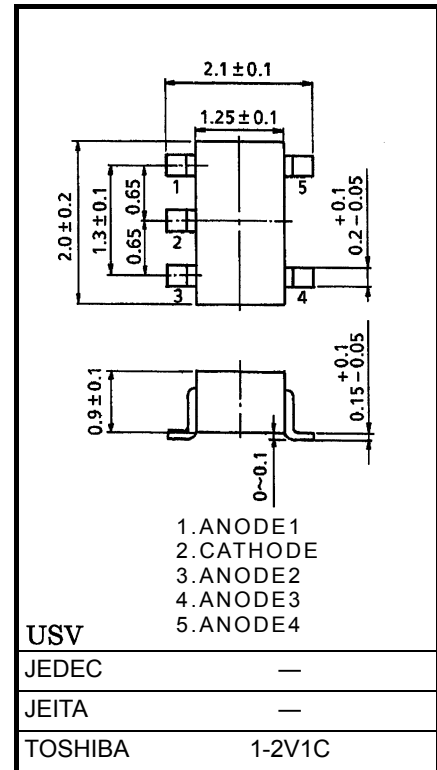 2.1±0.1
1.25±0.1
2.0±0.2
1.3±0.1
0.65
0.65
1
2
3
5
4
+0.1
0.2-0.05
0.9±0.1
+0.1
0.15-0.05
0~0.1
1.ANODE1
2.CATHODE
3.ANODE2
4.ANODE3
5.ANODE4
USV
JEDEC —
JEITA —
TOSHIBA 1-2V1C